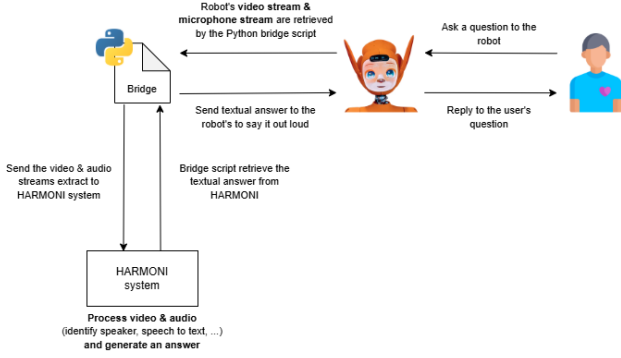 Robot's video stream &
microphone stream are retrieved
by the Python bridge script
Ask a question to the
robot
Bridge
Send textual answer to the
robot's to say it out loud
Reply to the user's
question
Send the video & audio
streams extract to
HARMONI system
Bridge script retrieve the
textual answer from
HARMONI
HARMONI
system
Process video & audio
(identify speaker, speech to text, ...)
and generate an answer